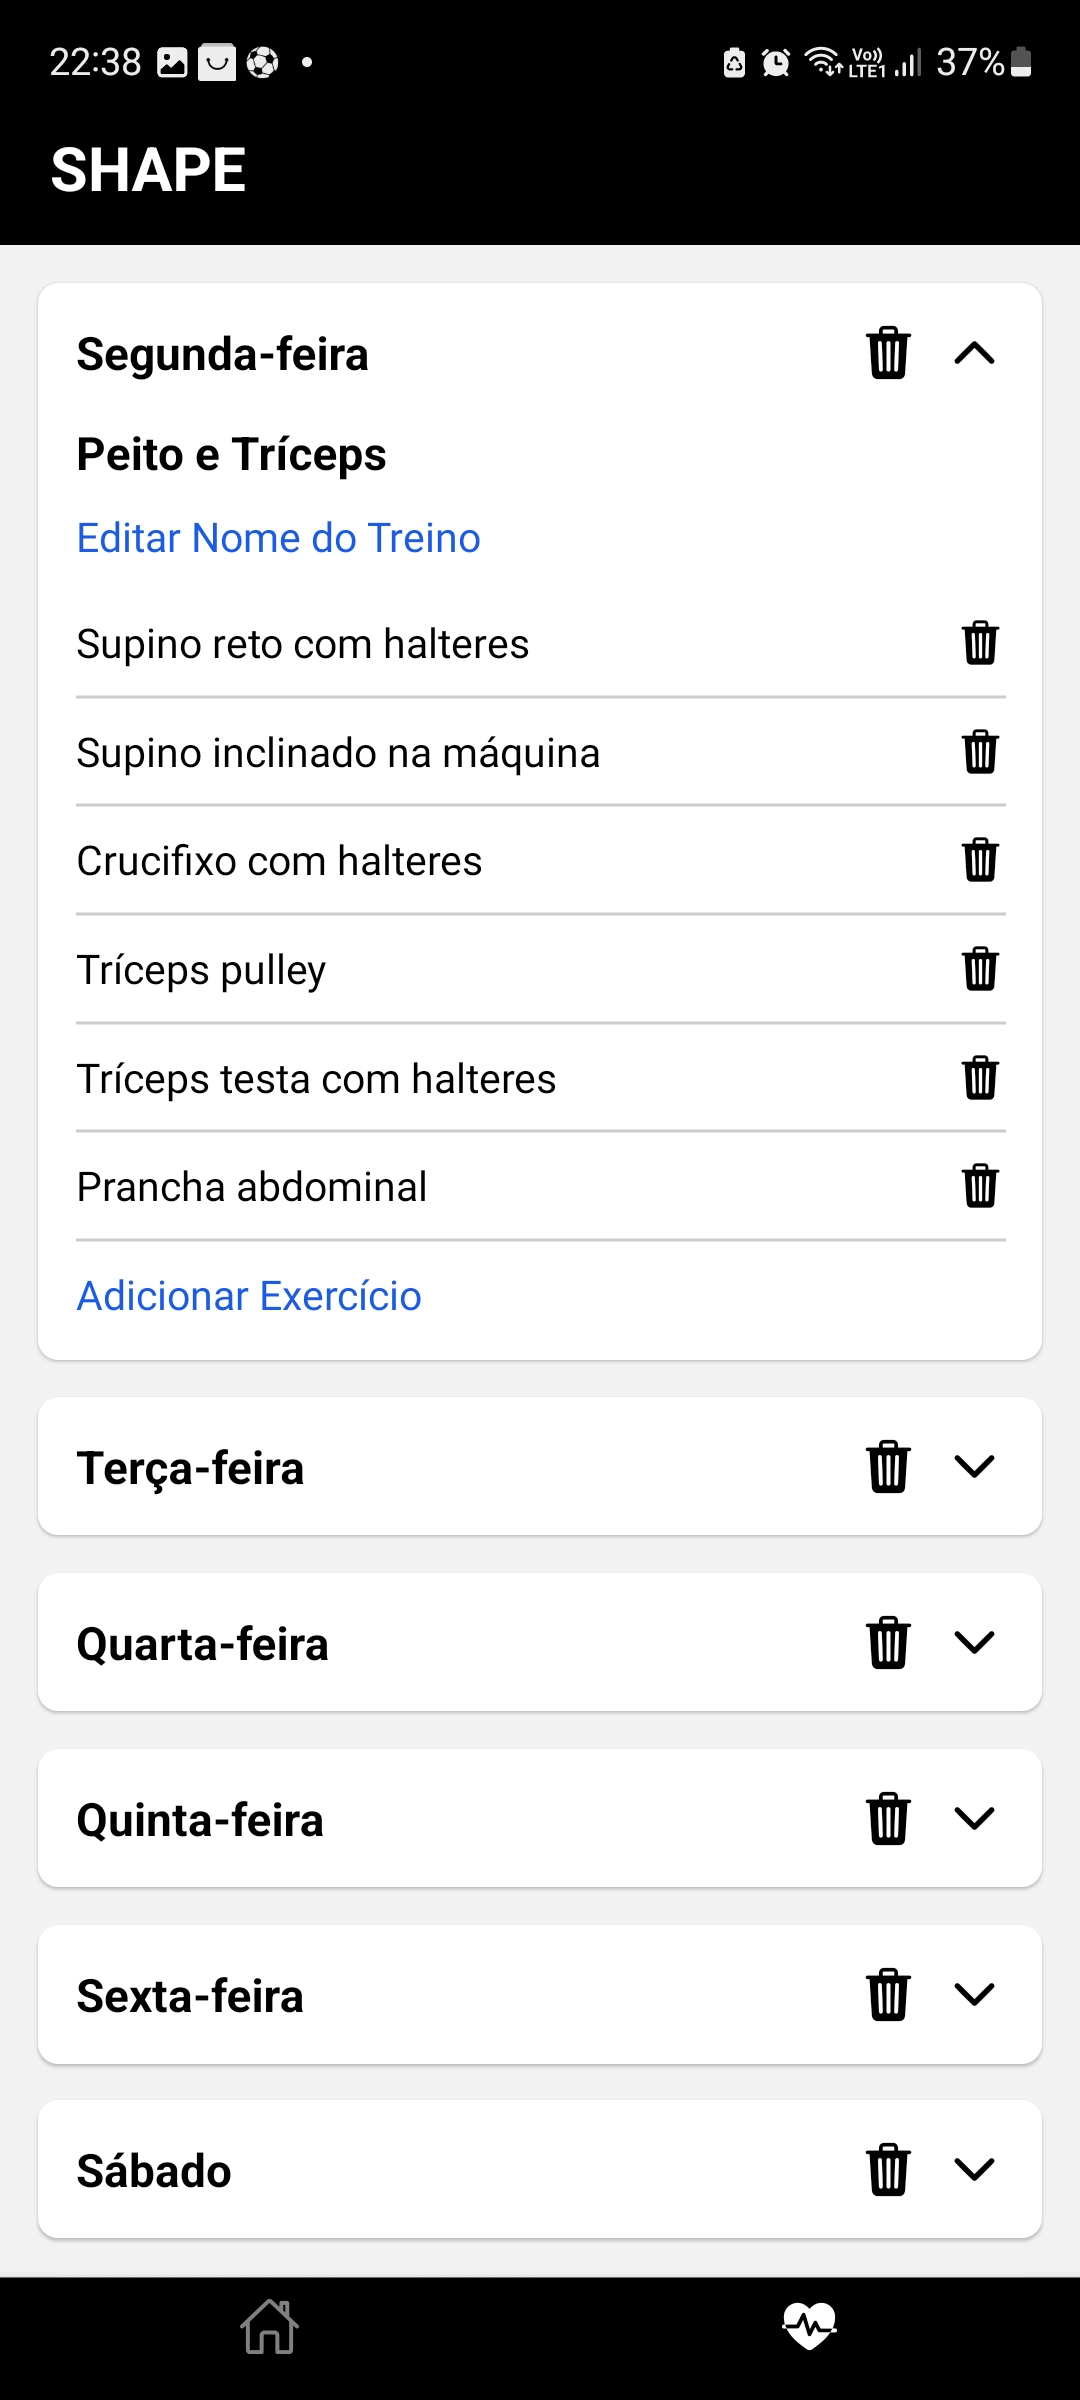 22:38 Vo)) LTE1 37%
SHAPE
Segunda-feira
Peito e Tríceps
Editar Nome do Treino
Supino reto com halteres
Supino inclinado na máquina
Crucifixo com halteres
Tríceps pulley
Tríceps testa com halteres
Prancha abdominal
Adicionar Exercício
Terça-feira
Quarta-feira
Quinta-feira
Sexta-feira
Sábado